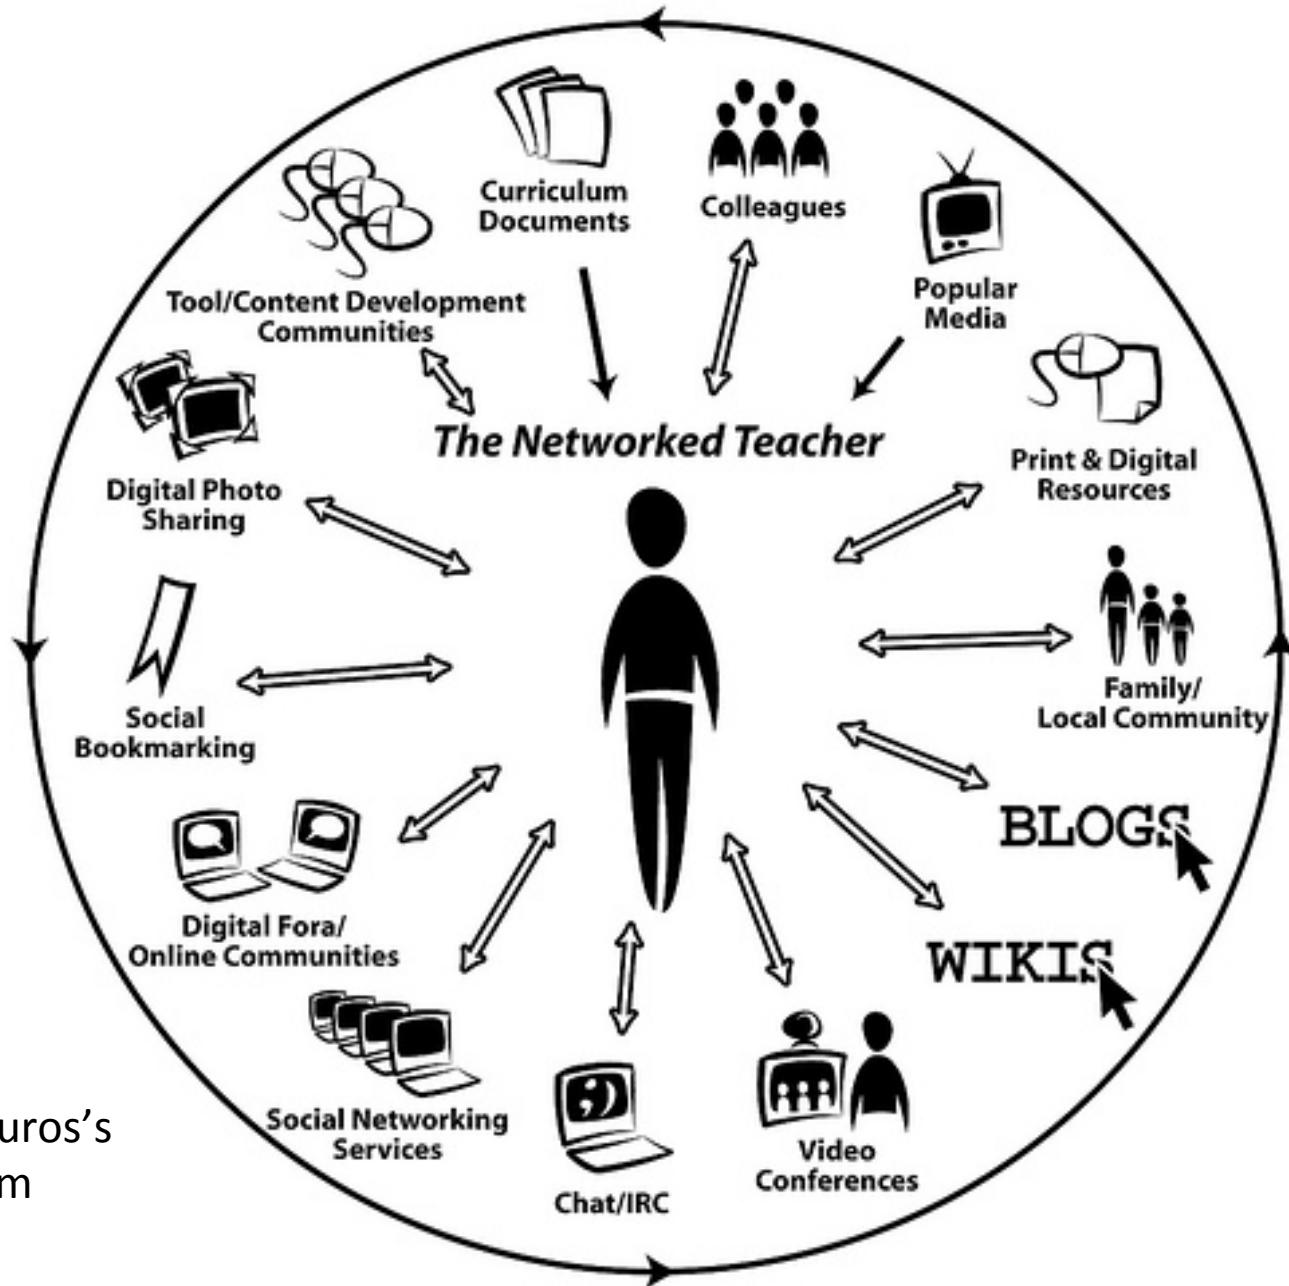 Curriculum
Documents
Colleagues
Popular
Media
Tool/Content Development
Communities
Print & Digital
Resources
The Networked Teacher
Digital Photo
Sharing
Family/
Local Community
Social
Bookmarking
BLOGS
Digital Fora/
Online Communities
WIKIS
Social Networking
Services
Chat/IRC
Video
Conferences